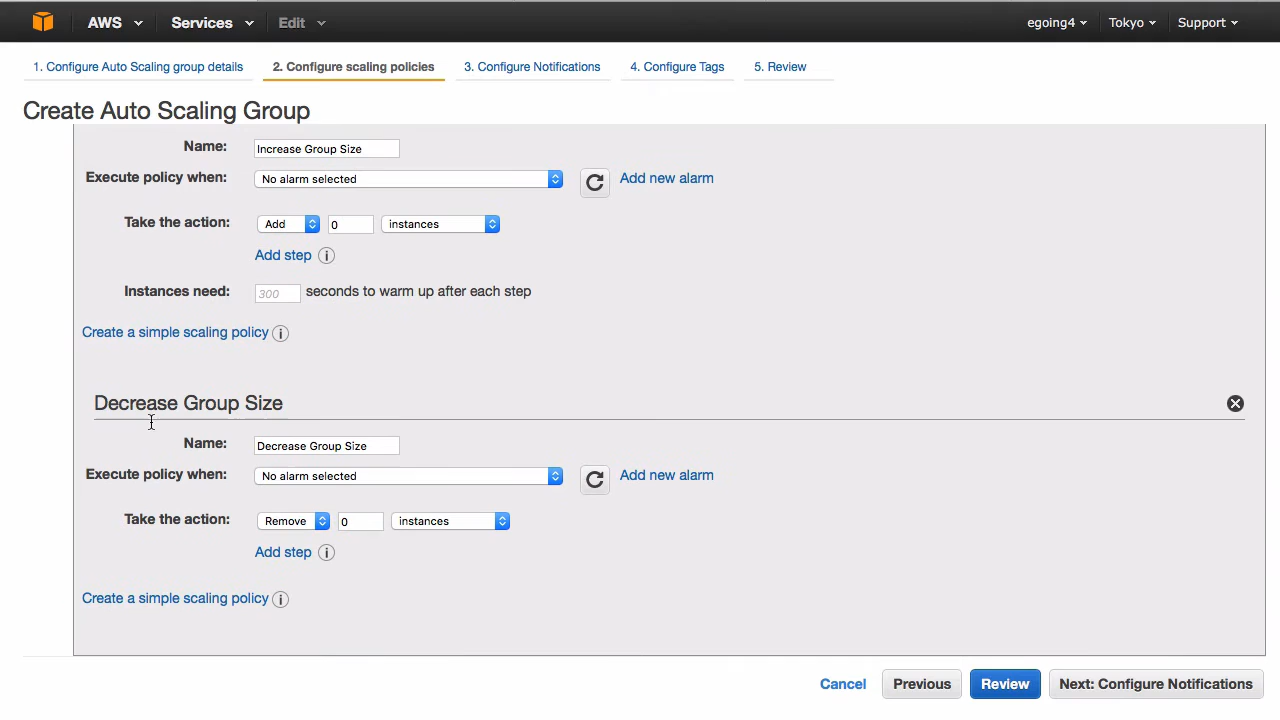 AWS Services Edit egoing4 Tokyo Support
1. Configure Auto Scaling group details 2. Configure scaling policies 3. Configure Notifications 4. Configure Tags 5. Review
Create Auto Scaling Group
Name: Increase Group Size
Execute policy when: No alarm selected Add new alarm
Take the action: Add 0 instances
Add step i
Instances need: 300 seconds to warm up after each step
Create a simple scaling policy i
Decrease Group Size
Name: Decrease Group Size
Execute policy when: No alarm selected Add new alarm
Take the action: Remove 0 instances
Add step i
Create a simple scaling policy i
Cancel Previous Review Next: Configure Notifications